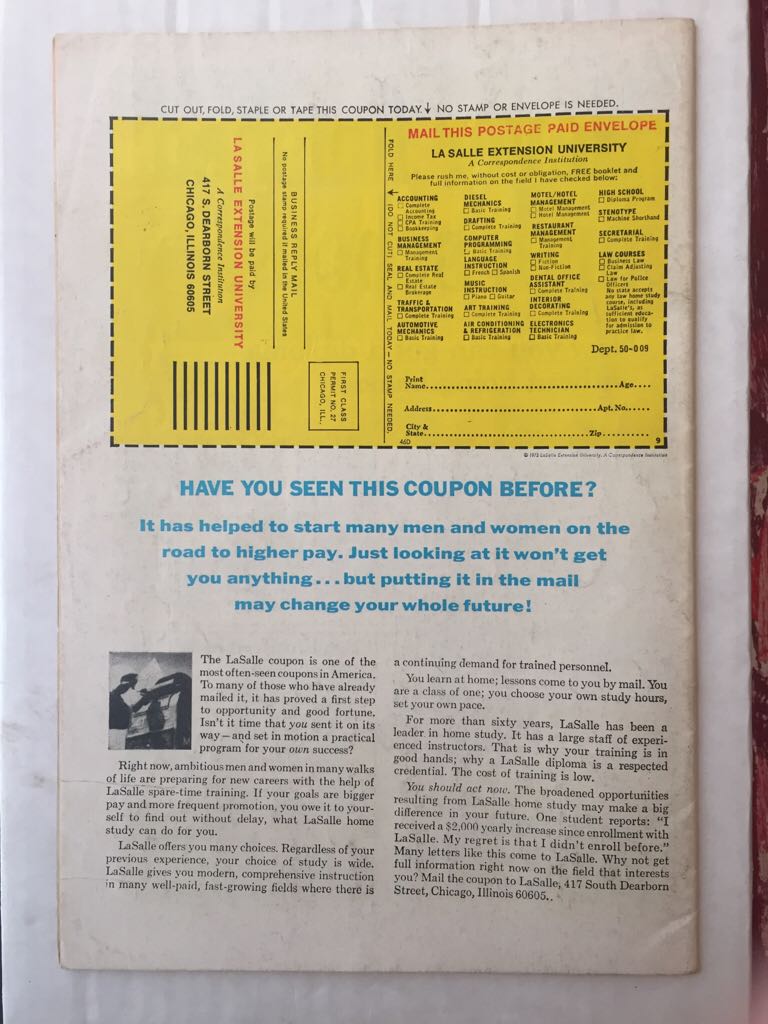 CUT OUT, FOLD, STAPLE OR TAPE THIS COUPON TODAY. ↓ NO STAMP OR ENVELOPE IS NEEDED.
Postage will be paid by
LA SALLE EXTENSION UNIVERSITY
A Correspondence Institution
417 S. DEARBORN STREET
CHICAGO, ILLINOIS 60605
BUSINESS REPLY MAIL
No postage stamp required if mailed in the United States
FIRST CLASS
PERMIT NO. 27
CHICAGO, ILL.
FOLD HERE → (DO NOT CUT) SEAL AND MAIL TODAY — NO STAMP NEEDED.
MAIL THIS POSTAGE PAID ENVELOPE
LA SALLE EXTENSION UNIVERSITY
A Correspondence Institution
Please rush me, without cost or obligation, FREE booklet and
full information on the field I have checked below:
ACCOUNTING
☐ Complete
Accounting
☐ Income Tax
☐ CPA Training
☐ Bookkeeping
BUSINESS
MANAGEMENT
☐ Management
Training
REAL ESTATE
☐ Complete Real
Estate
☐ Real Estate
Brokerage
TRAFFIC &
TRANSPORTATION
☐ Complete Training
AUTOMOTIVE
MECHANICS
☐ Basic Training
DIESEL
MECHANICS
☐ Basic Training
DRAFTING
☐ Complete Training
COMPUTER
PROGRAMMING
☐ Basic Training
LANGUAGE
INSTRUCTION
☐ French ☐ Spanish
MUSIC
INSTRUCTION
☐ Piano ☐ Guitar
ART TRAINING
☐ Complete Training
AIR CONDITIONING
& REFRIGERATION
☐ Basic Training
MOTEL/HOTEL
MANAGEMENT
☐ Motel Management
☐ Hotel Management
RESTAURANT
MANAGEMENT
☐ Management
Training
WRITING
☐ Fiction
☐ Non-Fiction
DENTAL OFFICE
ASSISTANT
☐ Complete Training
INTERIOR
DECORATING
☐ Complete Training
ELECTRONICS
TECHNICIAN
☐ Basic Training
HIGH SCHOOL
☐ Diploma Program
STENOTYPE
☐ Machine Shorthand
SECRETARIAL
☐ Complete Training
LAW COURSES
☐ Business Law
☐ Claim Adjusting
Law
☐ Law for Police
Officers
No state accepts
any law home study
course, including
LaSalle's, as
sufficient educa-
tion to qualify
for admission to
practice law.
Dept. 50-009
Print
Name.......... Age....
Address.......... Apt. No......
City &
State.......... Zip..........
46D
9
© 1972 LaSalle Extension University, A Correspondence Institution
HAVE YOU SEEN THIS COUPON BEFORE?
It has helped to start many men and women on the
road to higher pay. Just looking at it won't get
you anything...but putting it in the mail
may change your whole future!
The LaSalle coupon is one of the
most often-seen coupons in America.
To many of those who have already
mailed it, it has proved a first step
to opportunity and good fortune.
Isn't it time that you sent it on its
way—and set in motion a practical
program for your own success?
Right now, ambitious men and women in many walks
of life are preparing for new careers with the help of
LaSalle spare-time training. If your goals are bigger
pay and more frequent promotion, you owe it to your-
self to find out without delay, what LaSalle home
study can do for you.
LaSalle offers you many choices. Regardless of your
previous experience, your choice of study is wide.
LaSalle gives you modern, comprehensive instruction
in many well-paid, fast-growing fields where there is
a continuing demand for trained personnel.
You learn at home; lessons come to you by mail. You
are a class of one; you choose your own study hours,
set your own pace.
For more than sixty years, LaSalle has been a
leader in home study. It has a large staff of experi-
enced instructors. That is why your training is in
good hands; why a LaSalle diploma is a respected
credential. The cost of training is low.
You should act now. The broadened opportunities
resulting from LaSalle home study may make a big
difference in your future. One student reports: "I
received a $2,000 yearly increase since enrollment with
LaSalle. My regret is that I didn't enroll before."
Many letters like this come to LaSalle. Why not get
full information right now on the field that interests
you? Mail the coupon to LaSalle, 417 South Dearborn
Street, Chicago, Illinois 60605..